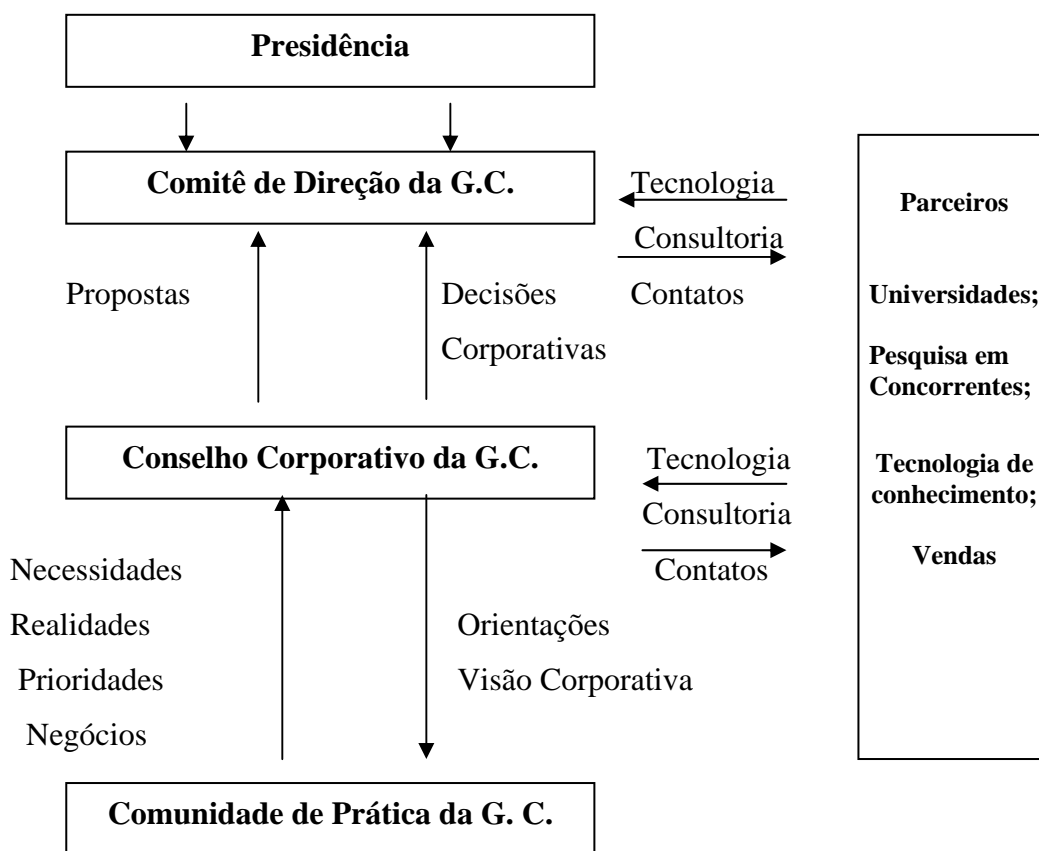 Presidência
Comitê de Direção da G.C.
Tecnologia
Consultoria
Contatos
Propostas
Decisões
Corporativas
Parceiros
Universidades;
Pesquisa em
Concorrentes;
Tecnologia de
conhecimento;
Vendas
Conselho Corporativo da G.C.
Tecnologia
Consultoria
Contatos
Necessidades
Realidades
Prioridades
Negócios
Orientações
Visão Corporativa
Comunidade de Prática da G. C.